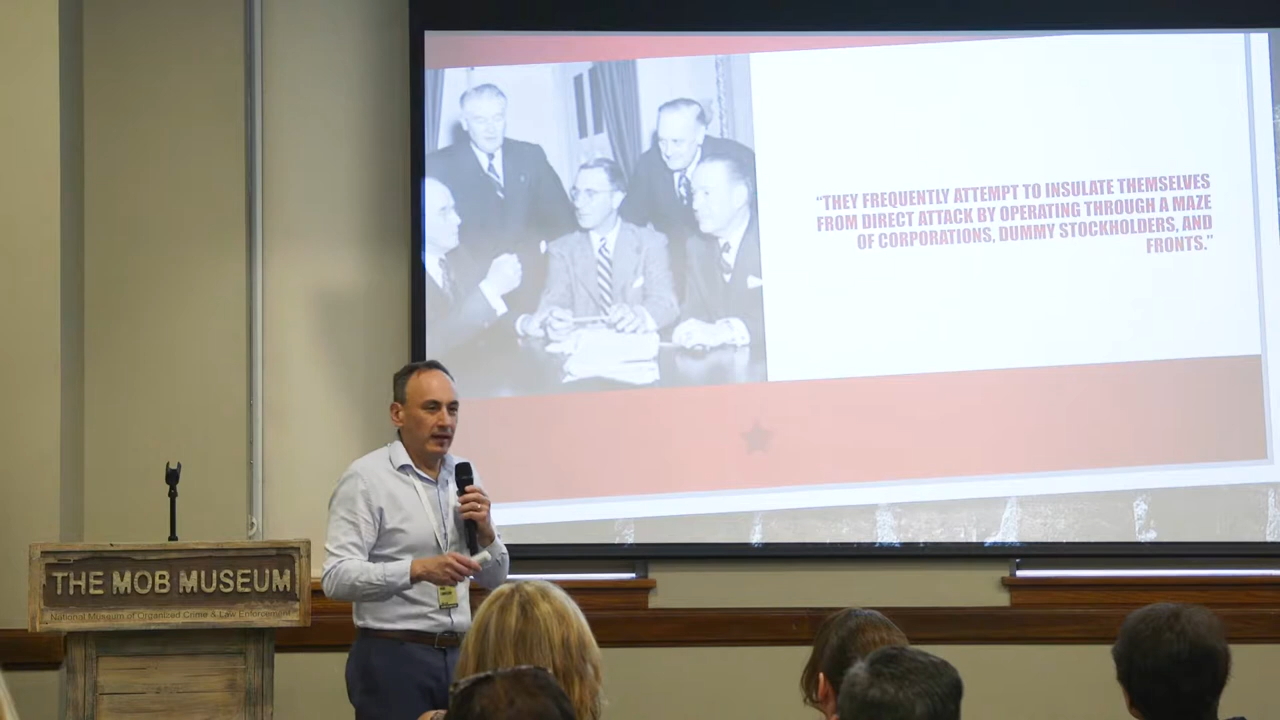 “THEY FREQUENTLY ATTEMPT TO INSULATE THEMSELVES
FROM DIRECT ATTACK BY OPERATING THROUGH A MAZE
OF CORPORATIONS, DUMMY STOCKHOLDERS, AND
FRONTS.”
THE MOB MUSEUM
National Museum of Organized Crime & Law Enforcement